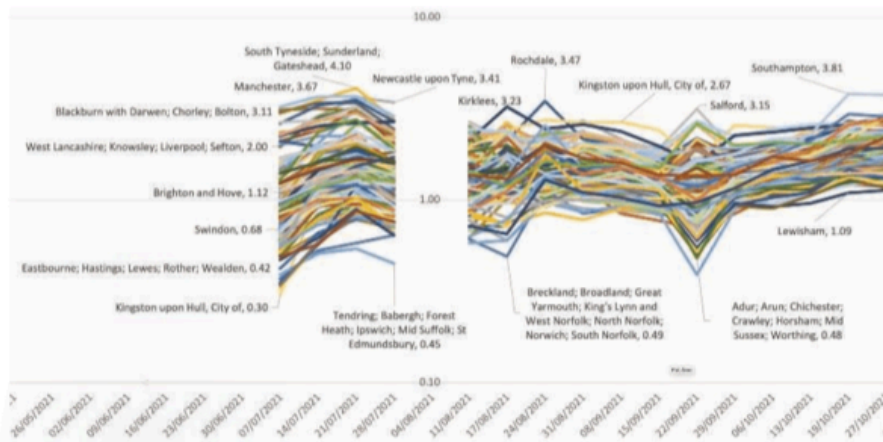 10.00
South Tyneside; Sunderland;
Gateshead, 4.10
Manchester, 3.67
Newcastle upon Tyne, 3.41
Blackburn with Darwen; Chorley; Bolton, 3.11
West Lancashire; Knowsley; Liverpool; Sefton, 2.00
Brighton and Hove, 1.12
Swindon, 0.68
Eastbourne; Hastings; Lewes; Rother; Wealden, 0.42
Kingston upon Hull, City of, 0.30
Tendring; Babergh; Forest
Heath; Ipswich; Mid Suffolk; St
Edmundsbury, 0.45
1.00
Rochdale, 3.47
Kirklees, 3.23
Kingston upon Hull, City of, 2.67
Salford, 3.15
Southampton, 3.81
Lewisham, 1.09
Breckland; Broadland; Great
Yarmouth; King's Lynn and
West Norfolk; North Norfolk;
Norwich; South Norfolk, 0.49
Adur; Arun; Chichester;
Crawley; Horsham; Mid
Sussex; Worthing, 0.48
0.10
26/05/2021
02/06/2021
09/06/2021
16/06/2021
23/06/2021
30/06/2021
07/07/2021
14/07/2021
21/07/2021
28/07/2021
04/08/2021
11/08/2021
17/08/2021
24/08/2021
31/08/2021
08/09/2021
15/09/2021
22/09/2021
29/09/2021
06/10/2021
13/10/2021
19/10/2021
27/10/2021